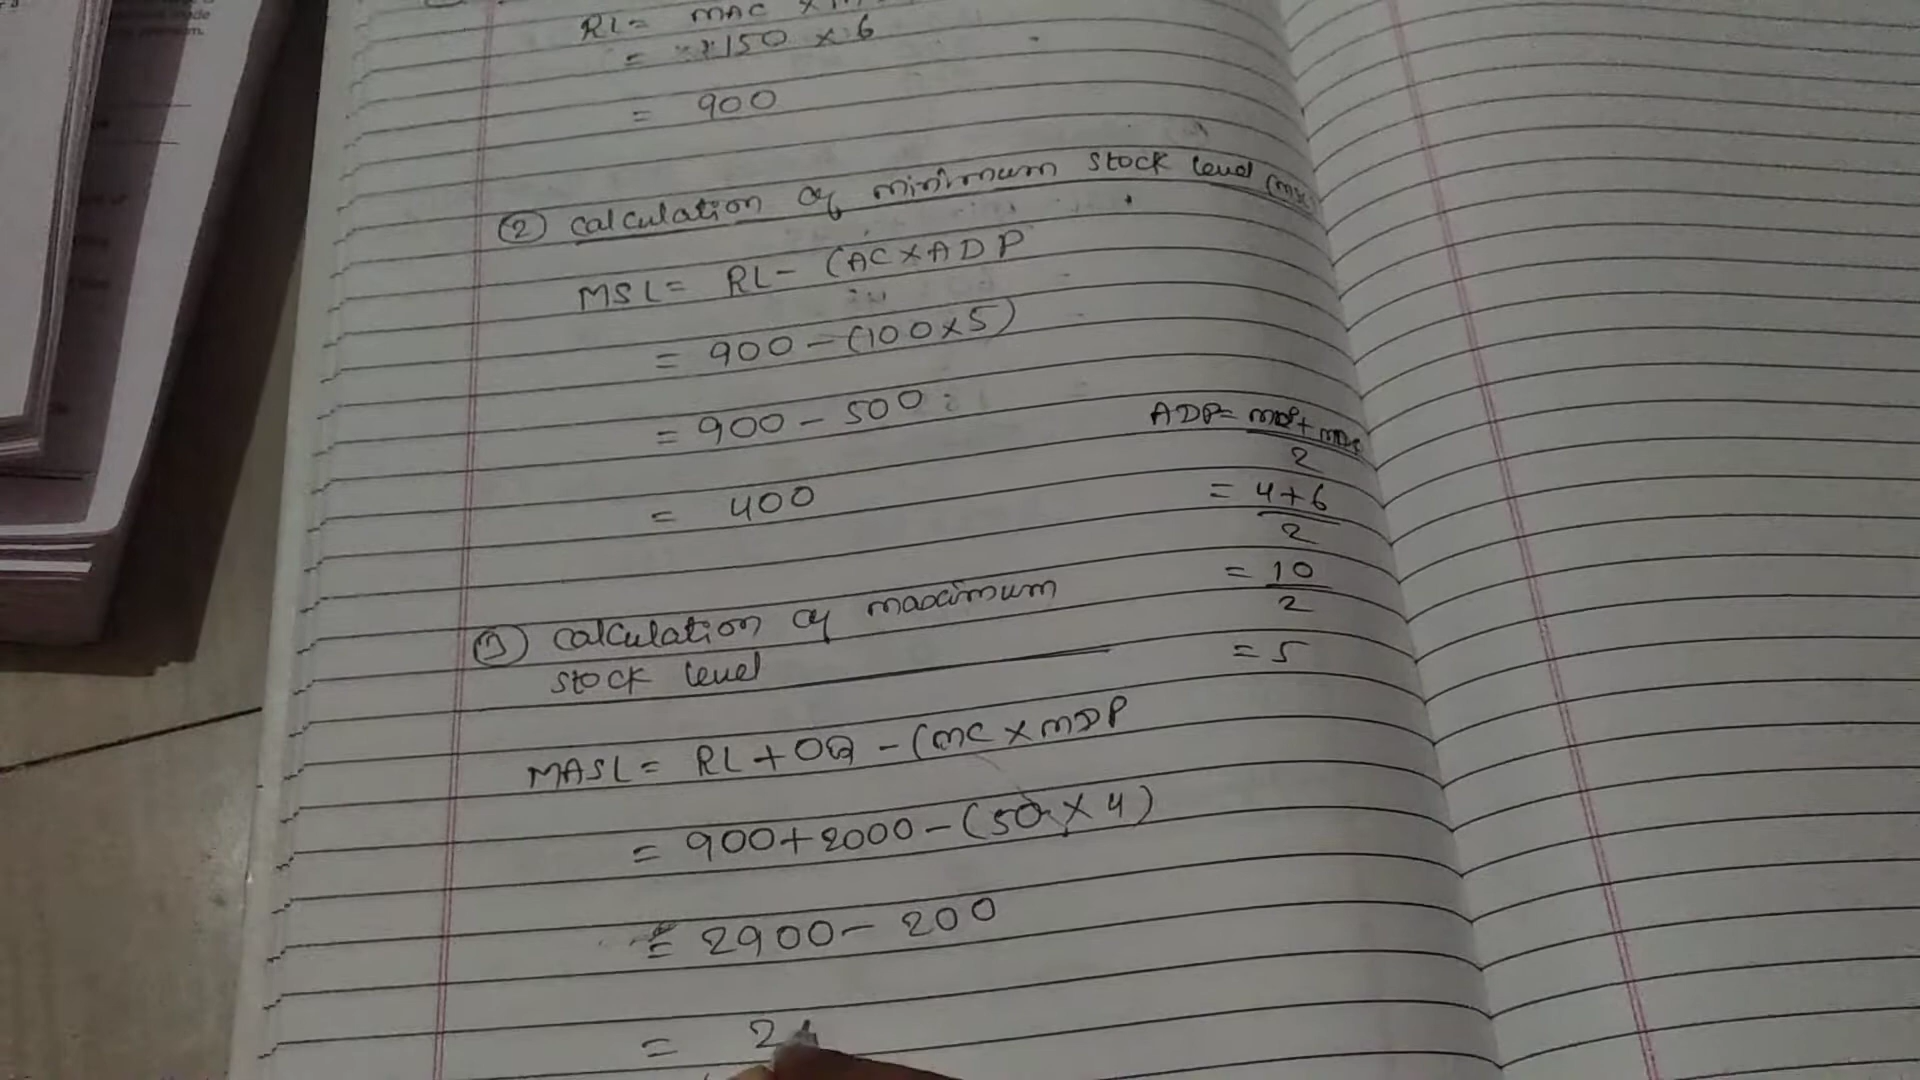 RL= MAC X
= 150 x 6
= 900
② calculation of minimum stock level
MSL= RL- (AC X ADP
= 900 - (100 x 5)
= 900 - 500
= 400
ADP=
2
= 4+6
2
= 10
2
= 5
③ calculation of maximum
stock level
MASL= RL + OQ - (MC X MDP
= 900 + 2000 - (50 X 4)
= 2900 - 200
= 2